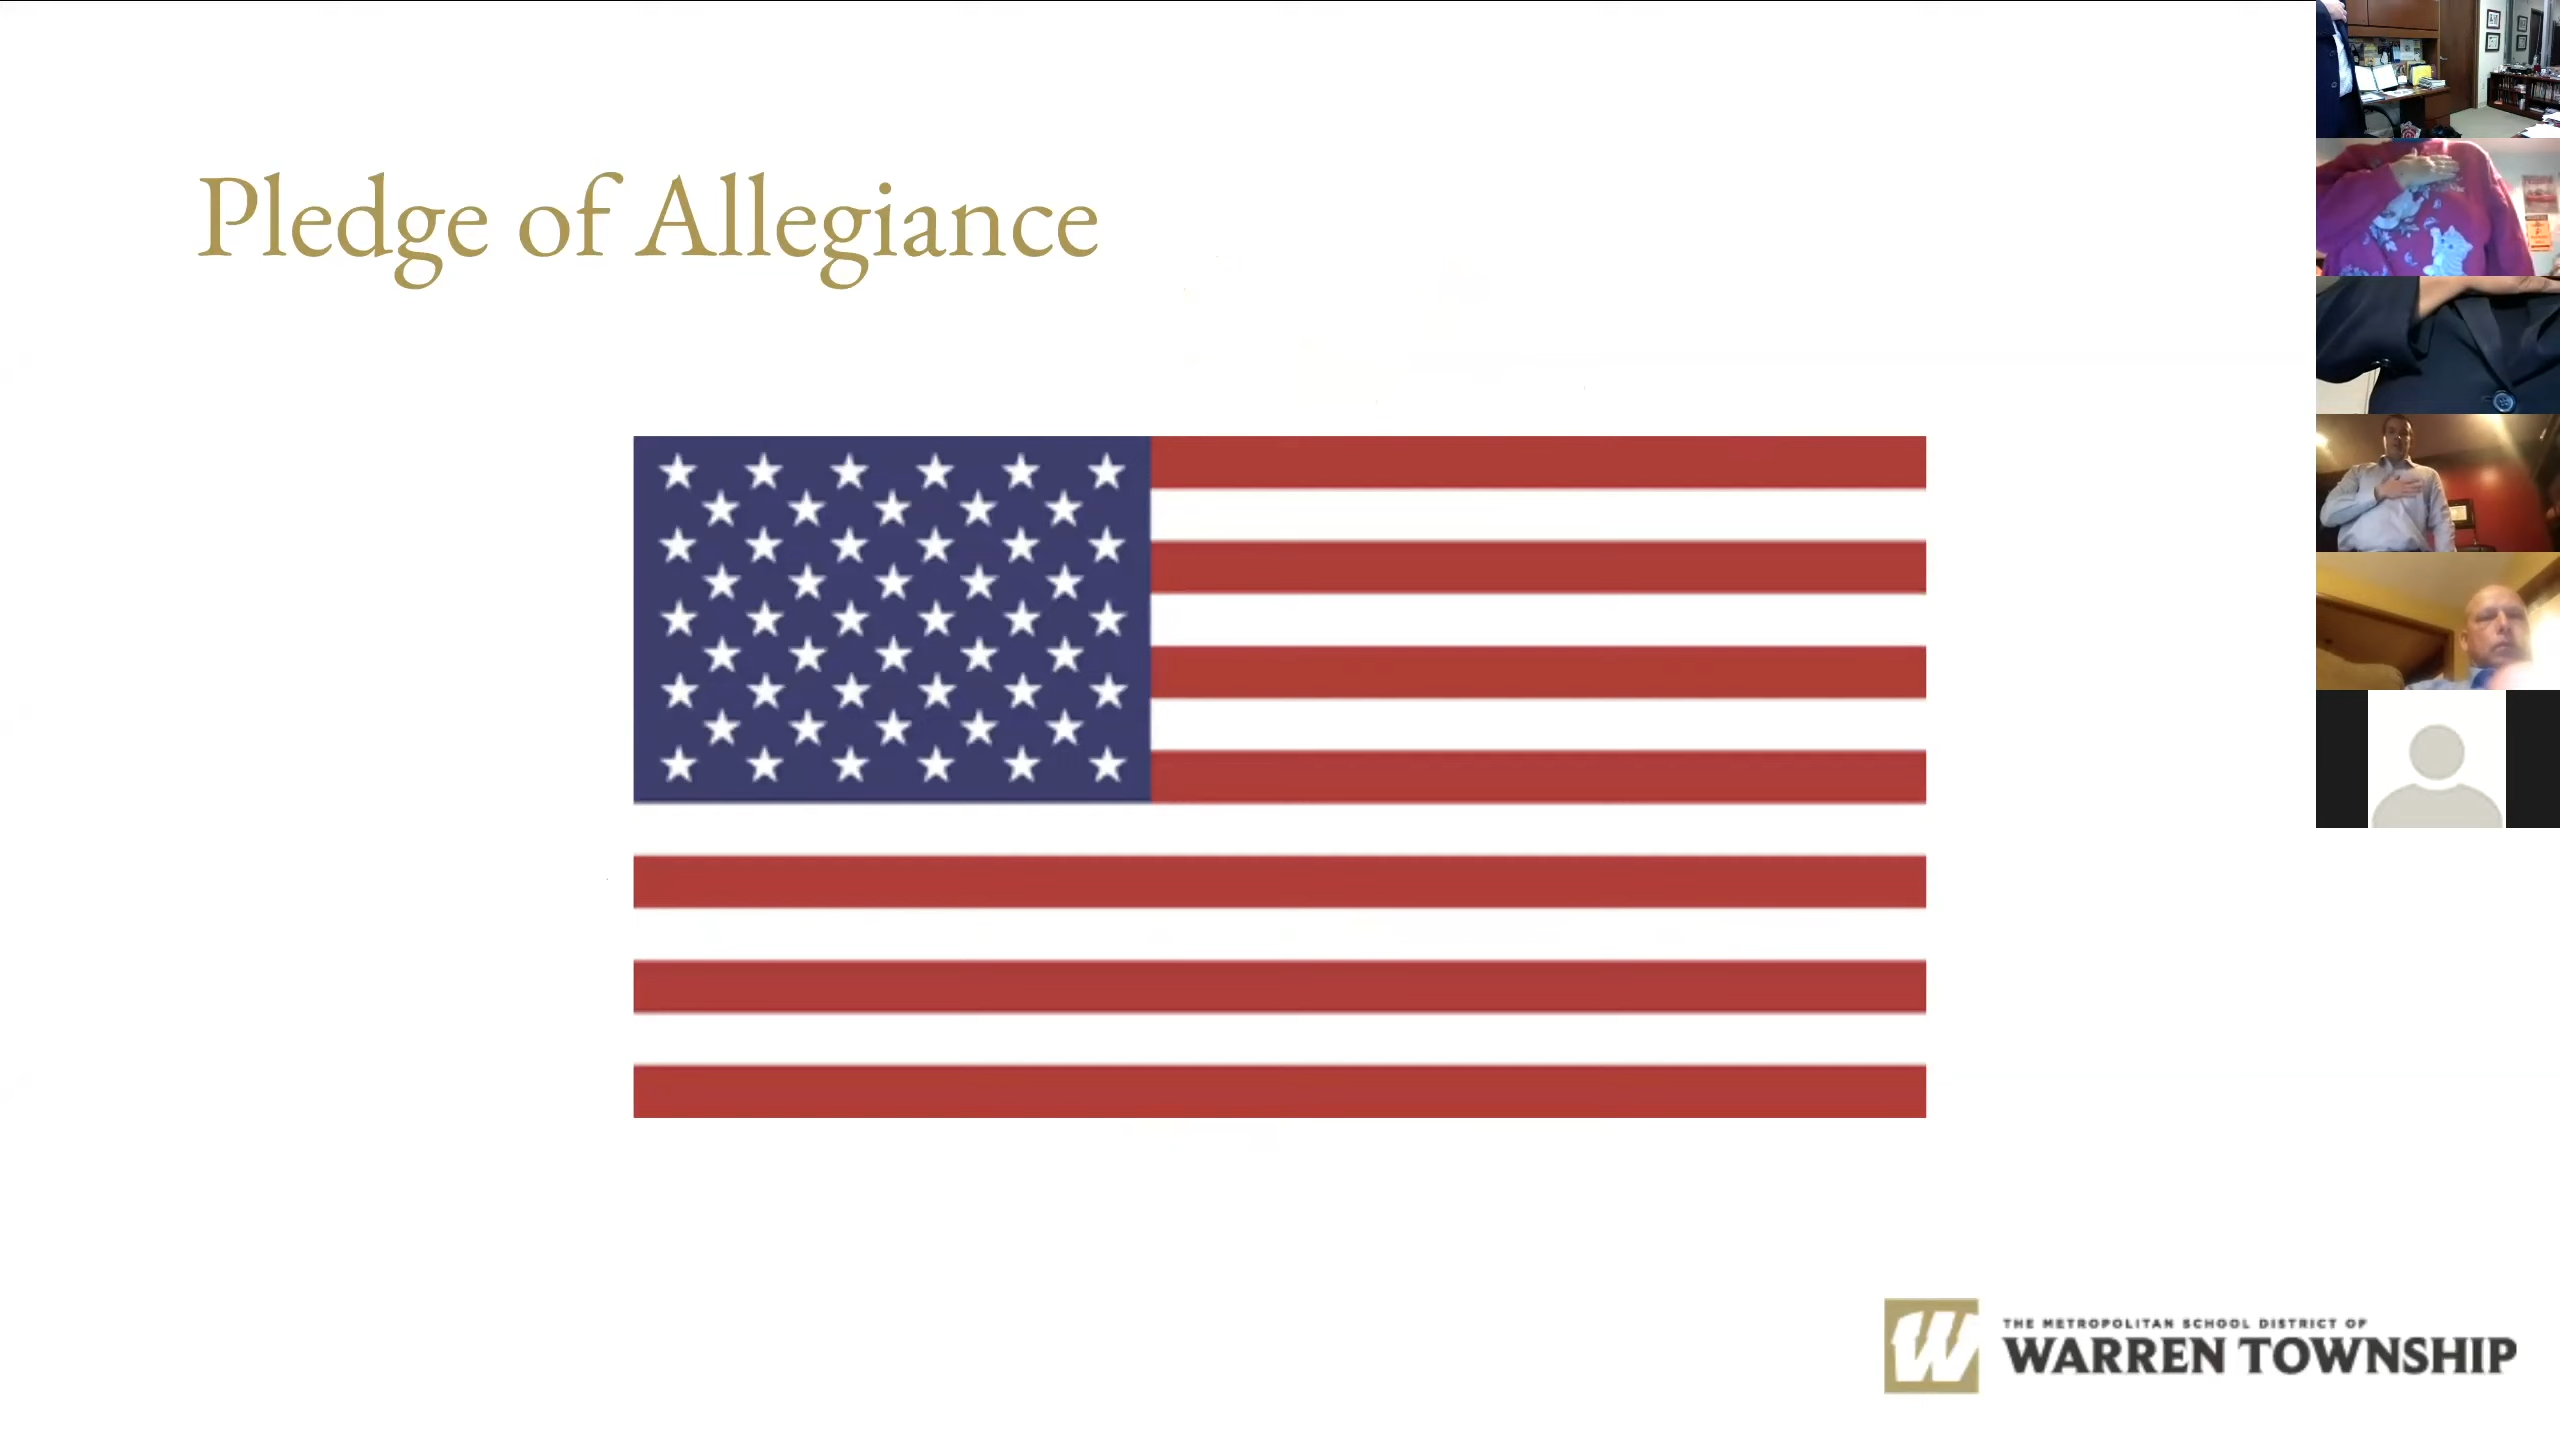 Pledge of Allegiance
THE METROPOLITAN SCHOOL DISTRICT OF
WARREN TOWNSHIP